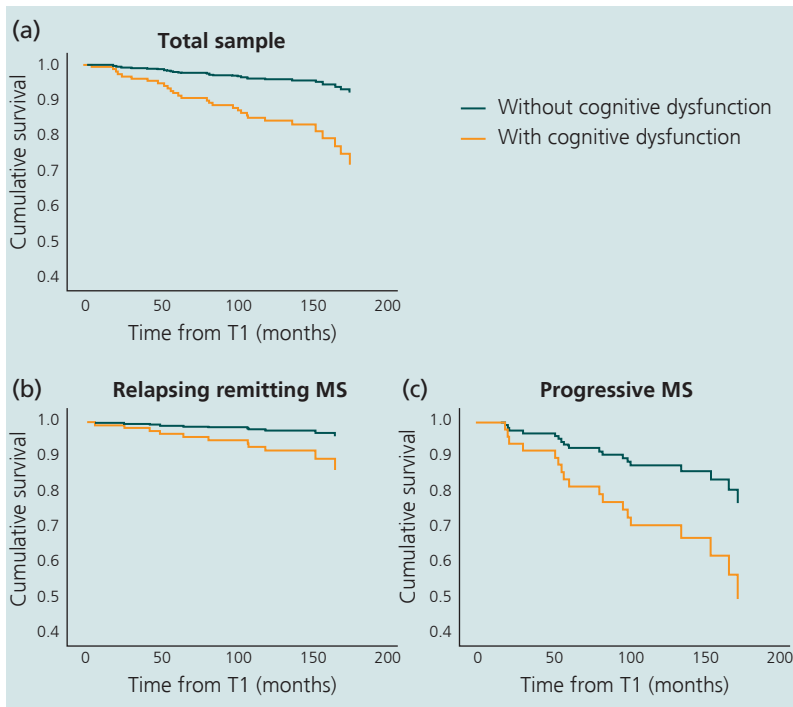 (a)
Total sample
Cumulative survival
1.0
0.9
0.8
0.7
0.6
0.5
0.4
0 50 100 150 200
Time from T1 (months)
Without cognitive dysfunction
With cognitive dysfunction
(b)
Relapsing remitting MS
Cumulative survival
1.0
0.9
0.8
0.7
0.6
0.5
0.4
0 50 100 150 200
Time from T1 (months)
(c)
Progressive MS
Cumulative survival
1.0
0.9
0.8
0.7
0.6
0.5
0.4
0 50 100 150 200
Time from T1 (months)